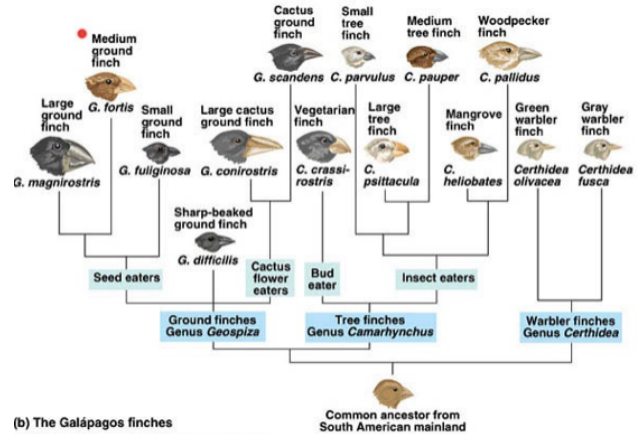 Cactus
ground
finch
G. scandens
Small
tree
finch
C. parvulus
Medium
tree finch
C. pauper
Woodpecker
finch
C. pallidus
Medium
ground
finch
G. fortis
Large
ground
finch
G. magnirostris
Small
ground
finch
G. fuliginosa
Large cactus
ground finch
G. conirostris
Vegetarian
finch
C. crassi-
rostris
Large
tree
finch
C.
psittacula
Mangrove
finch
C.
heliobates
Green
warbler
finch
Certhidea
olivacea
Gray
warbler
finch
Certhidea
fusca
Sharp-beaked
ground finch
G. difficilis
Seed eaters
Cactus
flower
eaters
Bud
eater
Insect eaters
Ground finches
Genus Geospiza
Tree finches
Genus Camarhynchus
Warbler finches
Genus Certhidea
Common ancestor from
South American mainland
(b) The Galápagos finches